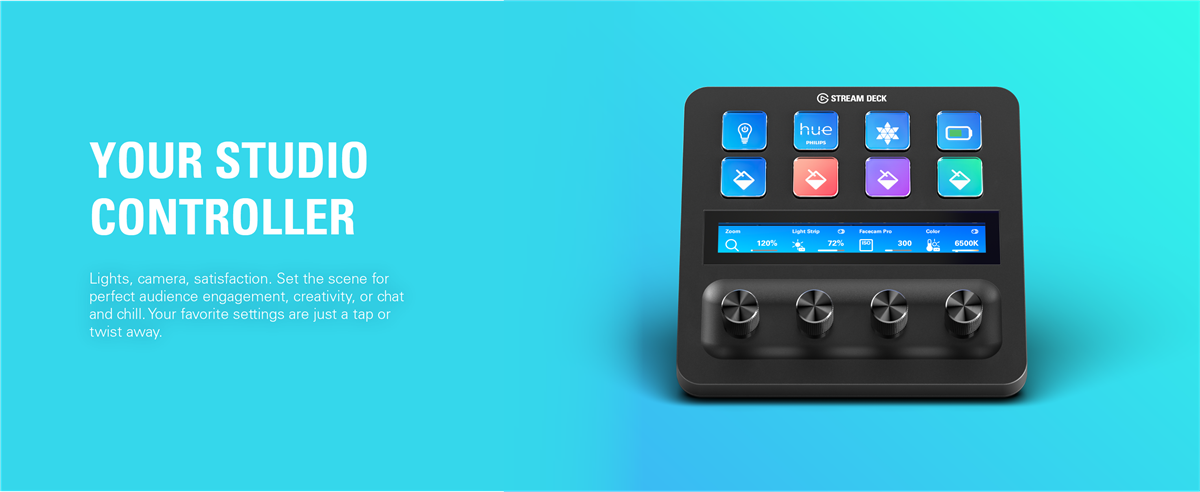 YOUR STUDIO
CONTROLLER
Lights, camera, satisfaction. Set the scene for
perfect audience engagement, creativity, or chat
and chill. Your favorite settings are just a tap or
twist away.
STREAM DECK
hue
PHILIPS
Zoom
120%
Light Strip
72%
Facecam Pro
ISO
300
Color
6500K